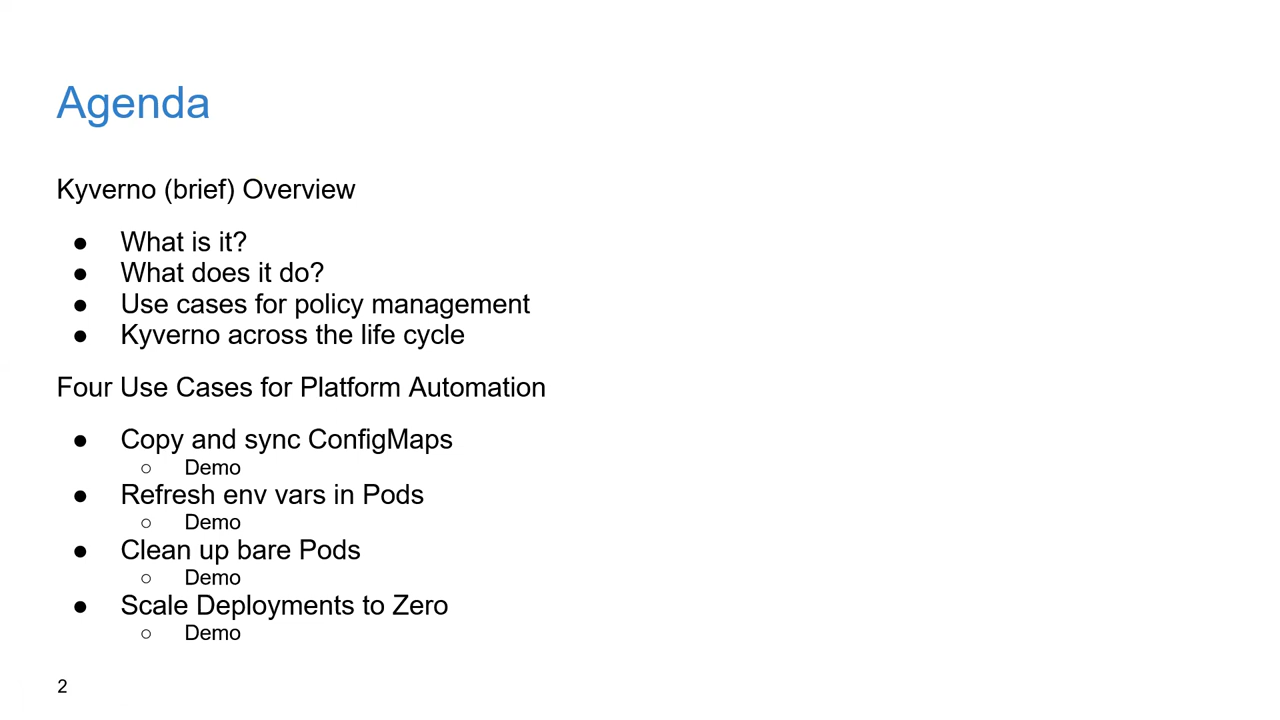 Agenda
Kyverno (brief) Overview
● What is it?
● What does it do?
● Use cases for policy management
● Kyverno across the life cycle
Four Use Cases for Platform Automation
● Copy and sync ConfigMaps
○ Demo
● Refresh env vars in Pods
○ Demo
● Clean up bare Pods
○ Demo
● Scale Deployments to Zero
○ Demo
2